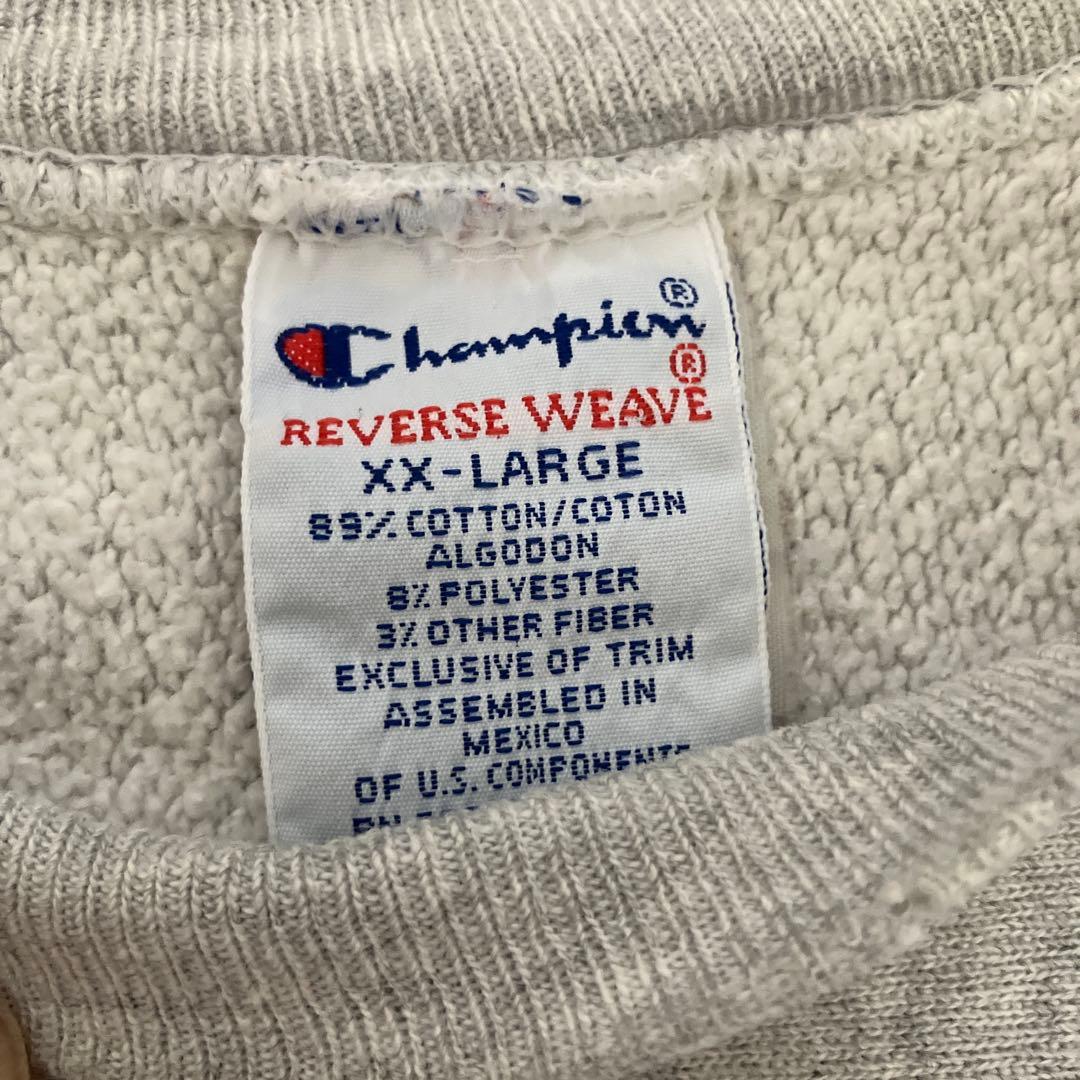 Champion®
REVERSE WEAVE®
XX-LARGE
89% COTTON/COTON
ALGODON
8% POLYESTER
3% OTHER FIBER
EXCLUSIVE OF TRIM
ASSEMBLED IN
MEXICO
OF U.S. COMPONENTS